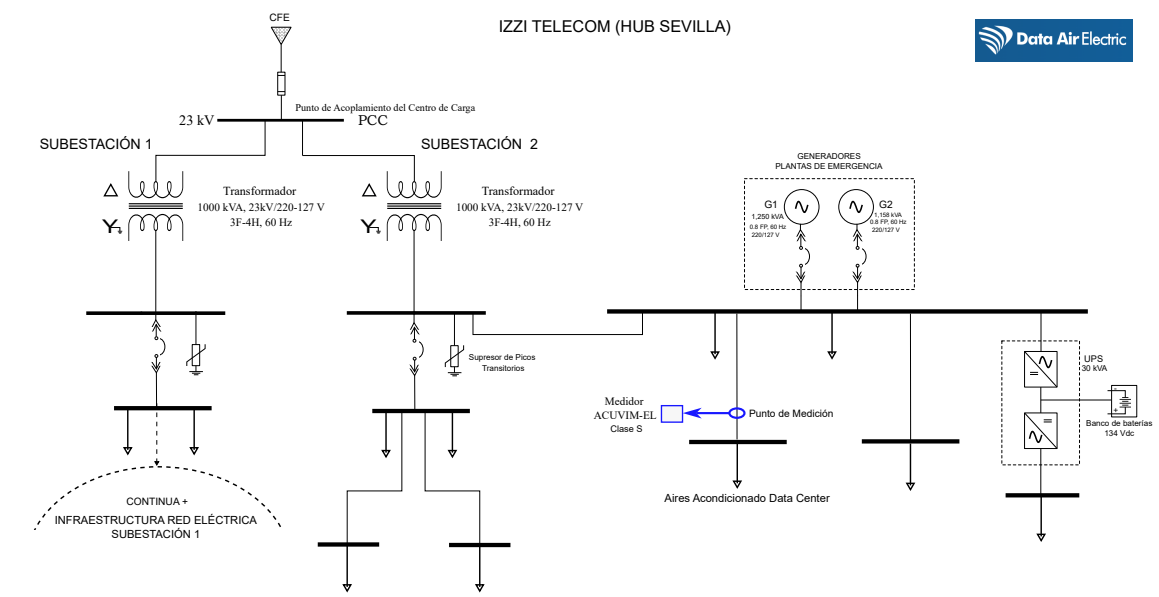 CFE
IZZI TELECOM (HUB SEVILLA)
Data Air Electric
Punto de Acoplamiento del Centro de Carga
23 kV
PCC
SUBESTACIÓN 1
SUBESTACIÓN 2
Transformador
1000 kVA, 23kV/220-127 V
3F-4H, 60 Hz
Transformador
1000 kVA, 23kV/220-127 V
3F-4H, 60 Hz
GENERADORES
PLANTAS DE EMERGENCIA
G1
1,250 kVA
0.8 FP, 60 Hz
220/127 V
G2
1,158 kVA
0.8 FP, 60 Hz
220/127 V
Supresor de Picos
Transitorios
UPS
30 kVA
Medidor
ACUVIM-EL
Clase S
Punto de Medición
-
+
Banco de baterías
134 Vdc
Aires Acondicionado Data Center
CONTINUA +
INFRAESTRUCTURA RED ELÉCTRICA
SUBESTACIÓN 1